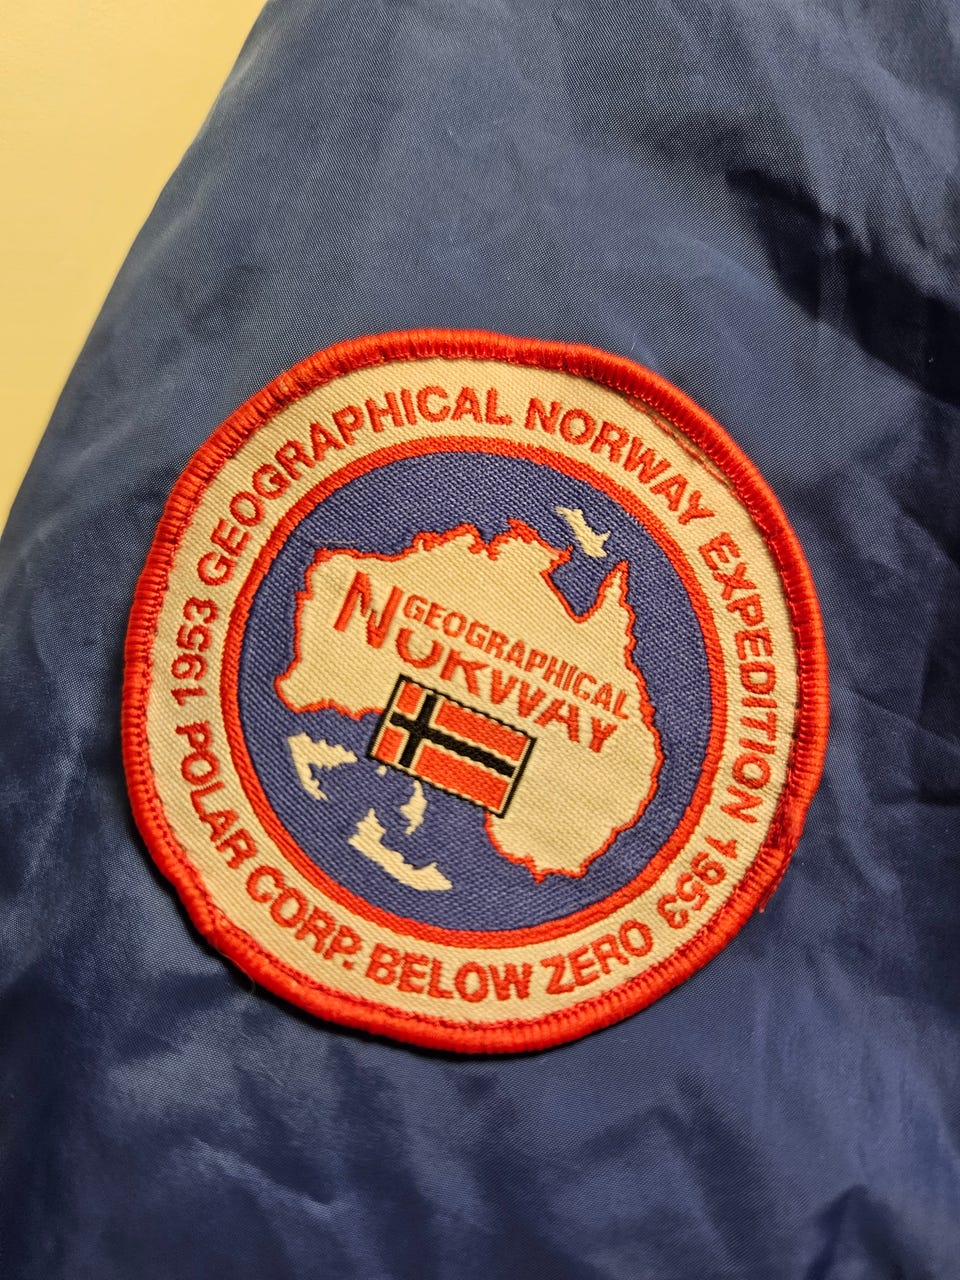 GEOGRAPHICAL NORWAY EXPEDITION 1953
POLAR CORP. BELOW ZERO
1953
GEOGRAPHICAL
NORWAY